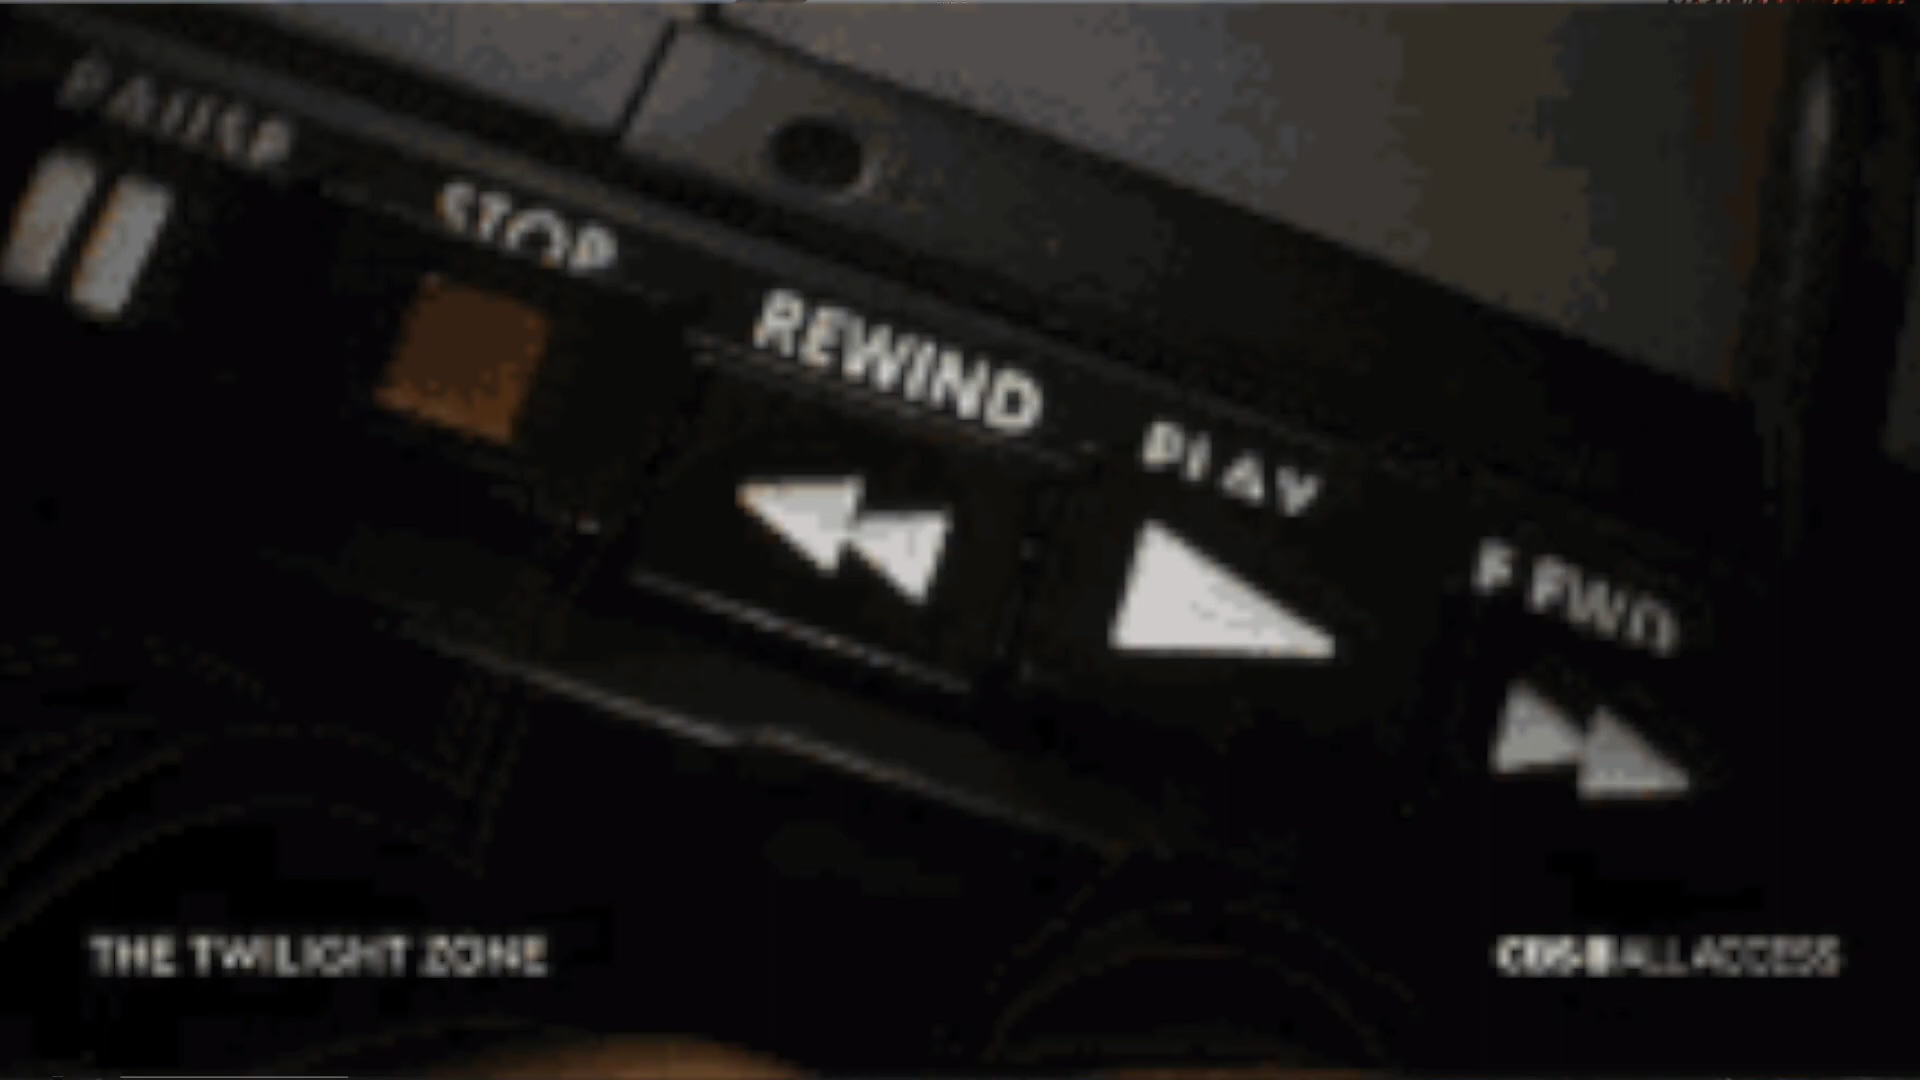 PAUSE
STOP
REWIND
PLAY
F FWD
THE TWILIGHT ZONE
CBS ALL ACCESS